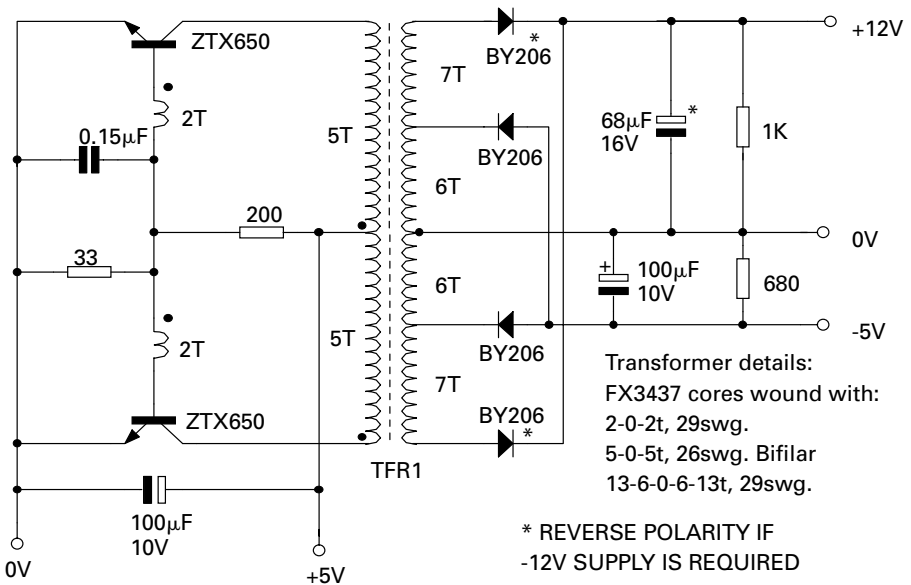 ZTX650
*
BY206
+12V
2T
7T
0.15µF
5T
BY206
68µF
16V
*
1K
6T
200
0V
33
6T
+
100µF
10V
680
2T
5T
BY206
-5V
7T
BY206
*
ZTX650
TFR1
Transformer details:
FX3437 cores wound with:
2-0-2t, 29swg.
5-0-5t, 26swg. Bifilar
13-6-0-6-13t, 29swg.
100µF
10V
0V
+5V
* REVERSE POLARITY IF
-12V SUPPLY IS REQUIRED